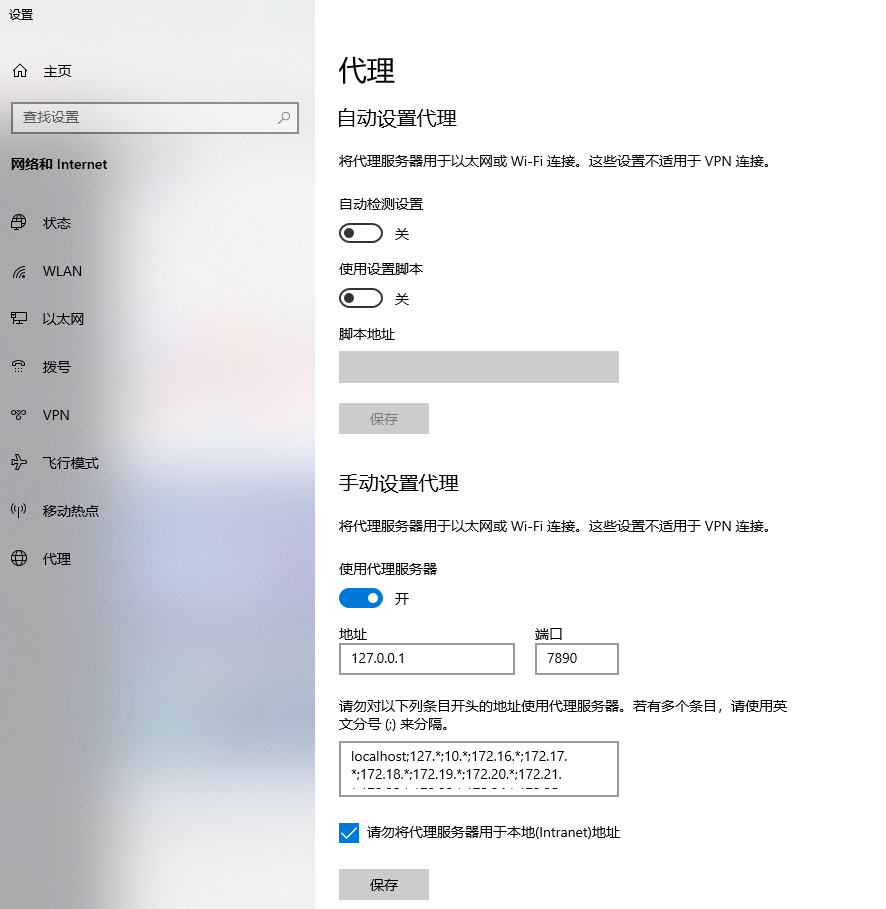 设置
主页
查找设置
网络和 Internet
状态
WLAN
以太网
拨号
VPN
飞行模式
移动热点
代理
代理
自动设置代理
将代理服务器用于以太网或 Wi-Fi 连接。这些设置不适用于 VPN 连接。
自动检测设置
关
使用设置脚本
关
脚本地址
保存
手动设置代理
将代理服务器用于以太网或 Wi-Fi 连接。这些设置不适用于 VPN 连接。
使用代理服务器
开
地址 端口
127.0.0.1 7890
请勿对以下列条目开头的地址使用代理服务器。若有多个条目，请使用英
文分号 (;) 来分隔。
localhost;127.*;10.*;172.16.*;172.17.
*;172.18.*;172.19.*;172.20.*;172.21.
请勿将代理服务器用于本地(Intranet)地址
保存